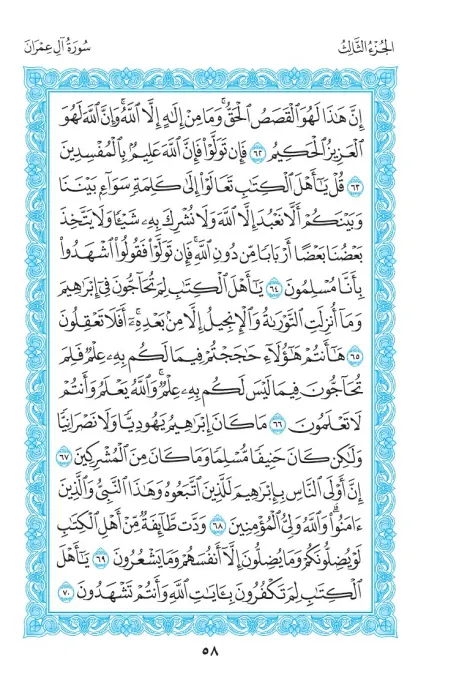 الجزء الثالث
سورة آل عمران
إِنَّ هَٰذَا لَهُوَ ٱلۡقَصَصُ ٱلۡحَقُّۚ وَمَا مِنۡ إِلَٰهٍ إِلَّا ٱللَّهُۚ وَإِنَّ ٱللَّهَ لَهُوَ
ٱلۡعَزِيزُ ٱلۡحَكِيمُ ٦٢ فَإِن تَوَلَّوۡاْ فَإِنَّ ٱللَّهَ عَلِيمُۢ بِٱلۡمُفۡسِدِينَ
٦٣ قُلۡ يَٰٓأَهۡلَ ٱلۡكِتَٰبِ تَعَالَوۡاْ إِلَىٰ كَلِمَةٖ سَوَآءِۭ بَيۡنَنَا
وَبَيۡنَكُمۡ أَلَّا نَعۡبُدَ إِلَّا ٱللَّهَ وَلَا نُشۡرِكَ بِهِۦ شَيۡـٔٗا وَلَا يَتَّخِذَ
بَعۡضُنَا بَعۡضًا أَرۡبَابٗا مِّن دُونِ ٱللَّهِۚ فَإِن تَوَلَّوۡاْ فَقُولُواْ ٱشۡهَدُواْ
بِأَنَّا مُسۡلِمُونَ ٦٤ يَٰٓأَهۡلَ ٱلۡكِتَٰبِ لِمَ تُحَآجُّونَ فِيٓ إِبۡرَٰهِيمَ
وَمَآ أُنزِلَتِ ٱلتَّوۡرَىٰةُ وَٱلۡإِنجِيلُ إِلَّا مِنۢ بَعۡدِهِۦٓۚ أَفَلَا تَعۡقِلُونَ
٦٥ هَٰٓأَنتُمۡ هَٰٓؤُلَآءِ حَٰجَجۡتُمۡ فِيمَا لَكُم بِهِۦ عِلۡمٞ فَلِمَ
تُحَآجُّونَ فِيمَا لَيۡسَ لَكُم بِهِۦ عِلۡمٞۚ وَٱللَّهُ يَعۡلَمُ وَأَنتُمۡ
لَا تَعۡلَمُونَ ٦٦ مَا كَانَ إِبۡرَٰهِيمُ يَهُودِيّٗا وَلَا نَصۡرَانِيّٗا
وَلَٰكِن كَانَ حَنِيفٗا مُّسۡلِمٗا وَمَا كَانَ مِنَ ٱلۡمُشۡرِكِينَ ٦٧
إِنَّ أَوۡلَى ٱلنَّاسِ بِإِبۡرَٰهِيمَ لَلَّذِينَ ٱتَّبَعُوهُ وَهَٰذَا ٱلنَّبِيُّ وَٱلَّذِينَ
ءَامَنُواْۗ وَٱللَّهُ وَلِيُّ ٱلۡمُؤۡمِنِينَ ٦٨ وَدَّت طَّآئِفَةٞ مِّنۡ أَهۡلِ ٱلۡكِتَٰبِ
لَوۡ يُضِلُّونَكُمۡ وَمَا يُضِلُّونَ إِلَّآ أَنفُسَهُمۡ وَمَا يَشۡعُرُونَ ٦٩ يَٰٓأَهۡلَ
ٱلۡكِتَٰبِ لِمَ تَكۡفُرُونَ بِـَٔايَٰتِ ٱللَّهِ وَأَنتُمۡ تَشۡهَدُونَ ٧٠
٥٨